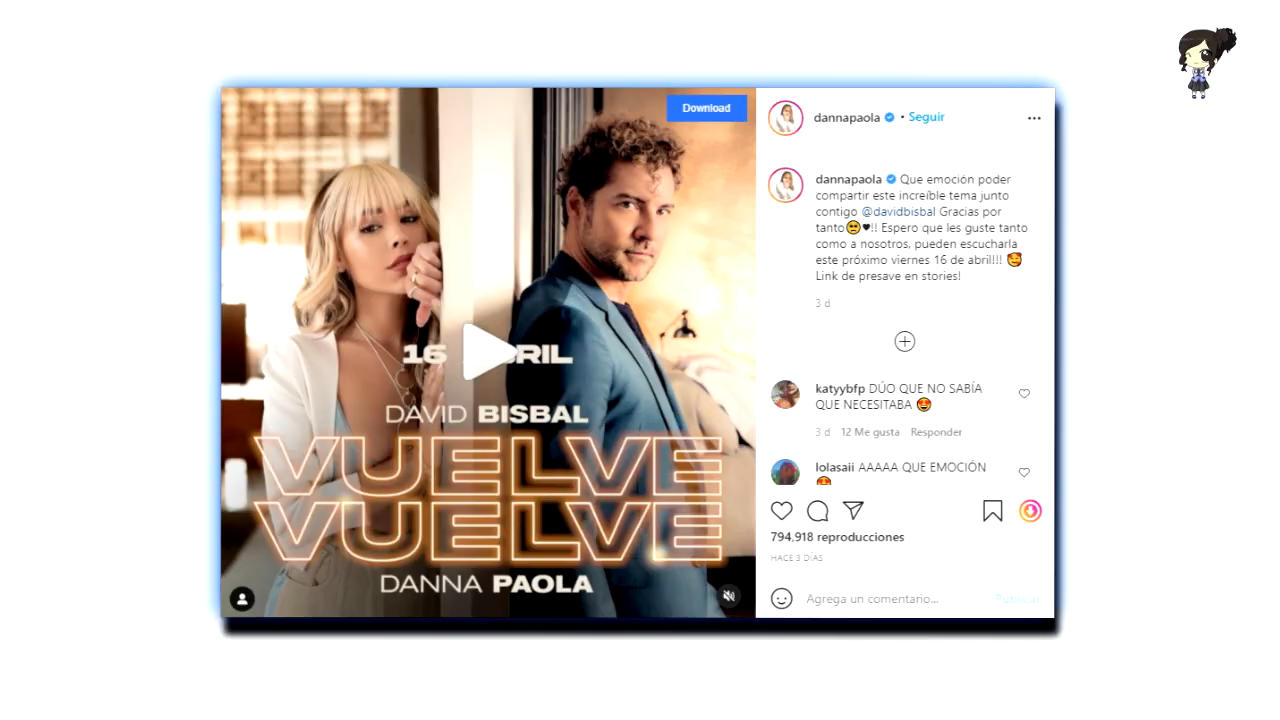 Download
16 ABRIL
DAVID BISBAL
VUELVE
VUELVE
DANNA PAOLA
dannapaola • Seguir
dannapaola Que emoción poder
compartir este increíble tema junto
contigo @davidbisbal Gracias por
tanto🥺♥!! Espero que les guste tanto
como a nosotros, pueden escucharla
este próximo viernes 16 de abril!!! 🥰
Link de presave en stories!
3 d
katyybfp DÚO QUE NO SABÍA
QUE NECESITABA 🤩
3 d 12 Me gusta Responder
lolasaii AAAAA QUE EMOCIÓN
794,918 reproducciones
HACE 3 DÍAS
Agrega un comentario... Publicar